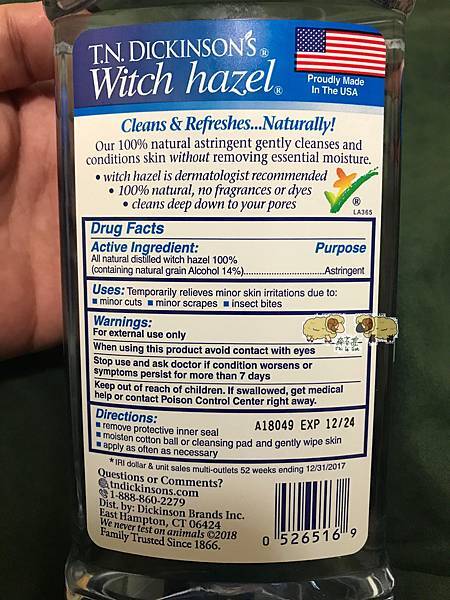 T.N. DICKINSON'S®
Witch hazel®
Proudly Made
In The USA
Cleans & Refreshes...Naturally!
Our 100% natural astringent gently cleanses and
conditions skin without removing essential moisture.
• witch hazel is dermatologist recommended
• 100% natural, no fragrances or dyes
• cleans deep down to your pores
®
LA365
Drug Facts
Active Ingredient: Purpose
All natural distilled witch hazel 100%
(containing natural grain Alcohol 14%)..................Astringent
Uses: Temporarily relieves minor skin irritations due to:
■ minor cuts ■ minor scrapes ■ insect bites
Warnings:
For external use only
When using this product avoid contact with eyes
Stop use and ask doctor if condition worsens or
symptoms persist for more than 7 days
Keep out of reach of children. If swallowed, get medical
help or contact Poison Control Center right away.
Directions:
■ remove protective inner seal
A18049 EXP 12/24
■ moisten cotton ball or cleansing pad and gently wipe skin
■ apply as often as necessary
*IRI dollar & unit sales multi-outlets 52 weeks ending 12/31/2017
Questions or Comments?
tndickinsons.com
1-888-860-2279
Dist. by: Dickinson Brands Inc.
East Hampton, CT 06424
We never test on animals ©2018
Family Trusted Since 1866.
0 526516 9